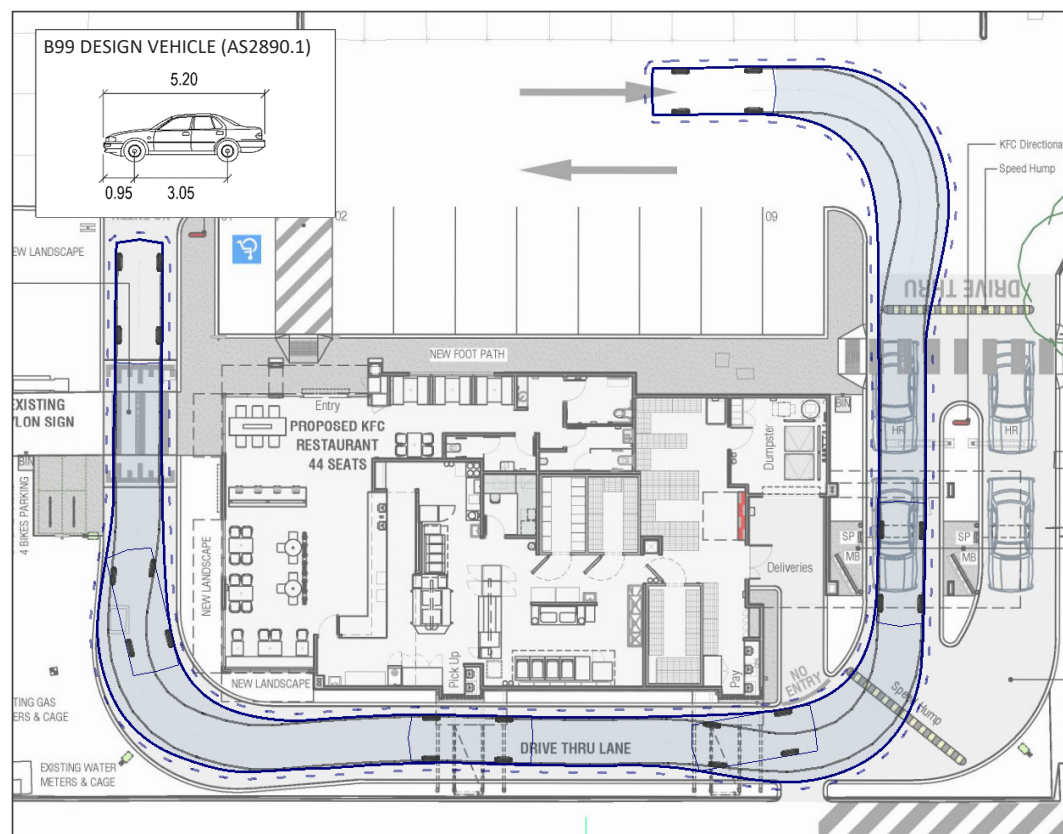 B99 DESIGN VEHICLE (AS2890.1)
5.20
0.95
3.05
KFC Directiona
Speed Hump
02
09
EW LANDSCAPE
DRIVE THRU
NEW FOOT PATH
EXISTING
YLON SIGN
Entry
PROPOSED KFC
RESTAURANT
44 SEATS
BIN
HR
HR
Dumpster
BIN
4 BIKES PARKING
SP
MB
SP
MB
Deliveries
NEW LANDSCAPE
NEW LANDSCAPE
Pick Up
Pay
NO
ENTRY
Speed Hump
TING GAS
ERS & CAGE
DRIVE THRU LANE
EXISTING WATER
METERS & CAGE